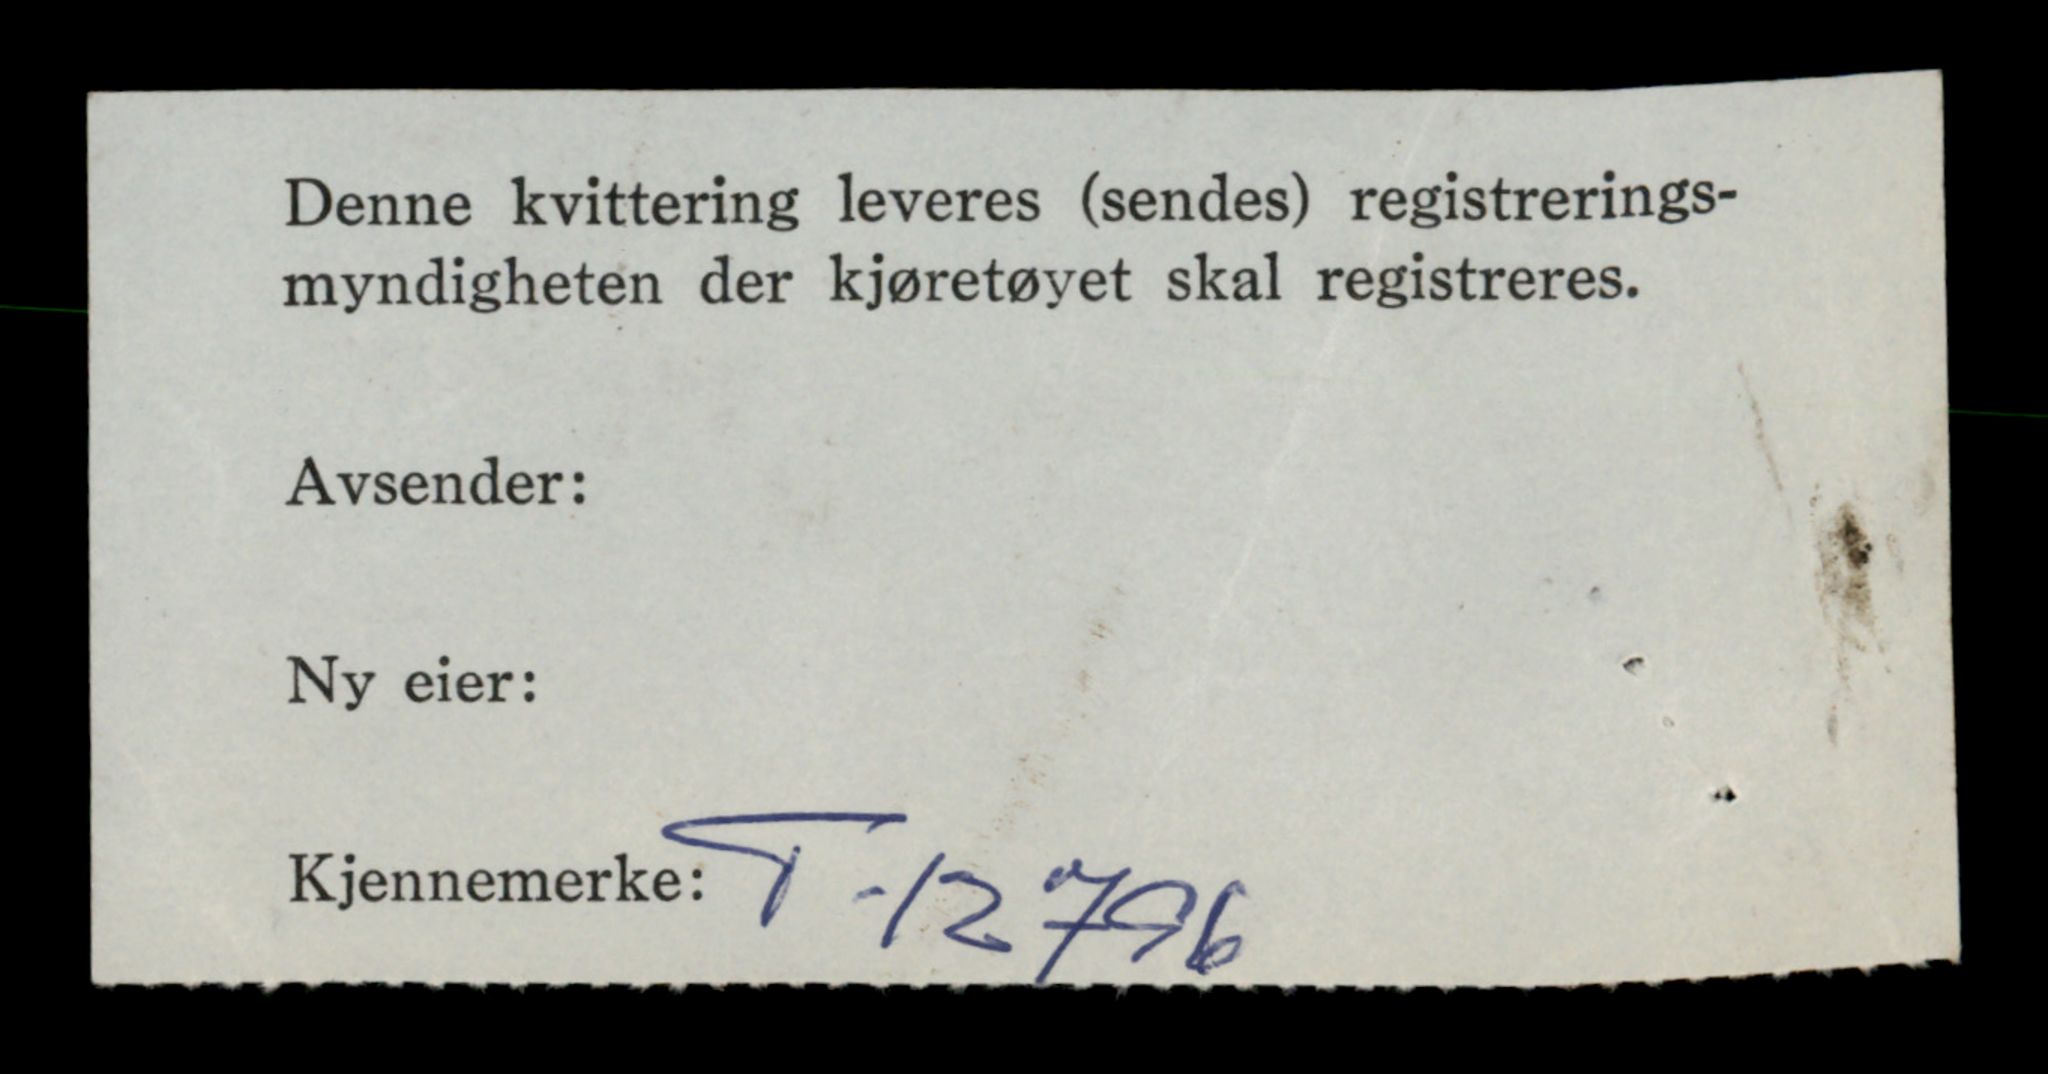 Denne kvittering leveres (sendes) registrerings-
myndigheten der kjøretøyet skal registreres.
Avsender:
Ny eier:
Kjennemerke: T-12796